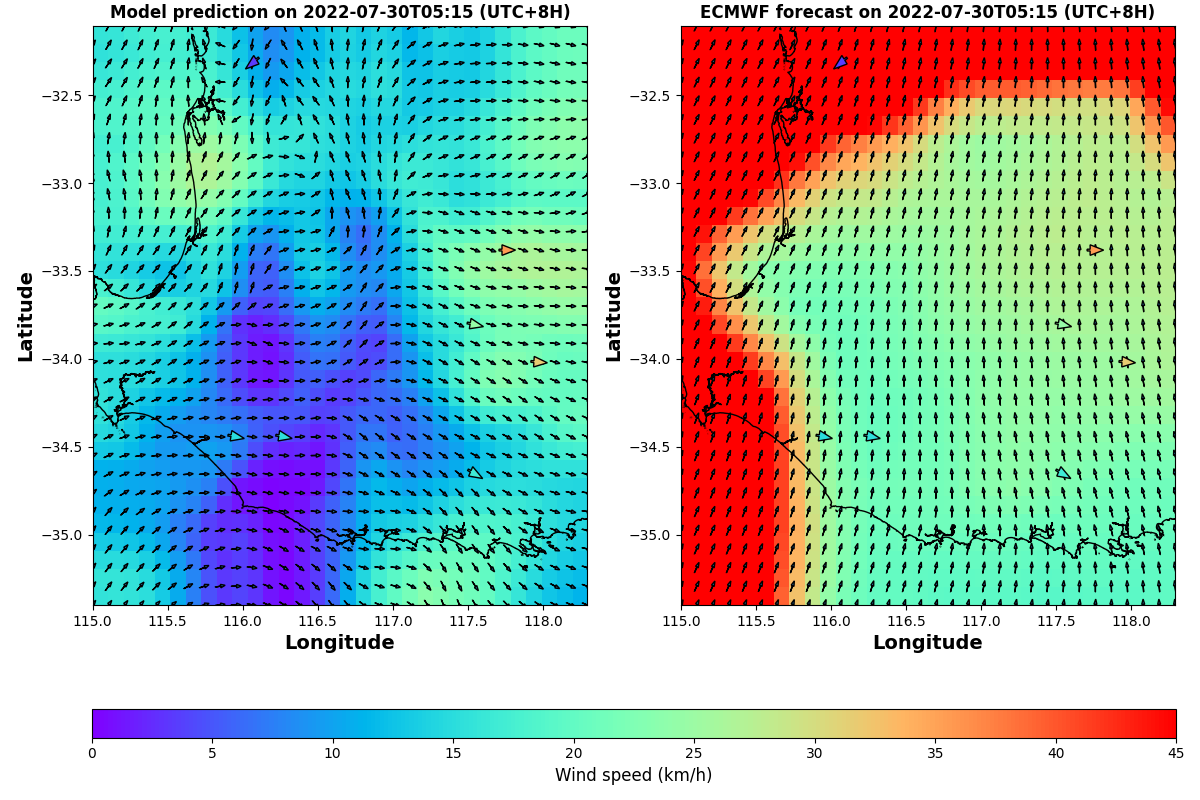 Model prediction on 2022-07-30T05:15 (UTC+8H)
ECMWF forecast on 2022-07-30T05:15 (UTC+8H)
Latitude
−32.5
−33.0
−33.5
−34.0
−34.5
−35.0
115.0 115.5 116.0 116.5 117.0 117.5 118.0
Longitude
Latitude
−32.5
−33.0
−33.5
−34.0
−34.5
−35.0
115.0 115.5 116.0 116.5 117.0 117.5 118.0
Longitude
0 5 10 15 20 25 30 35 40 45
Wind speed (km/h)